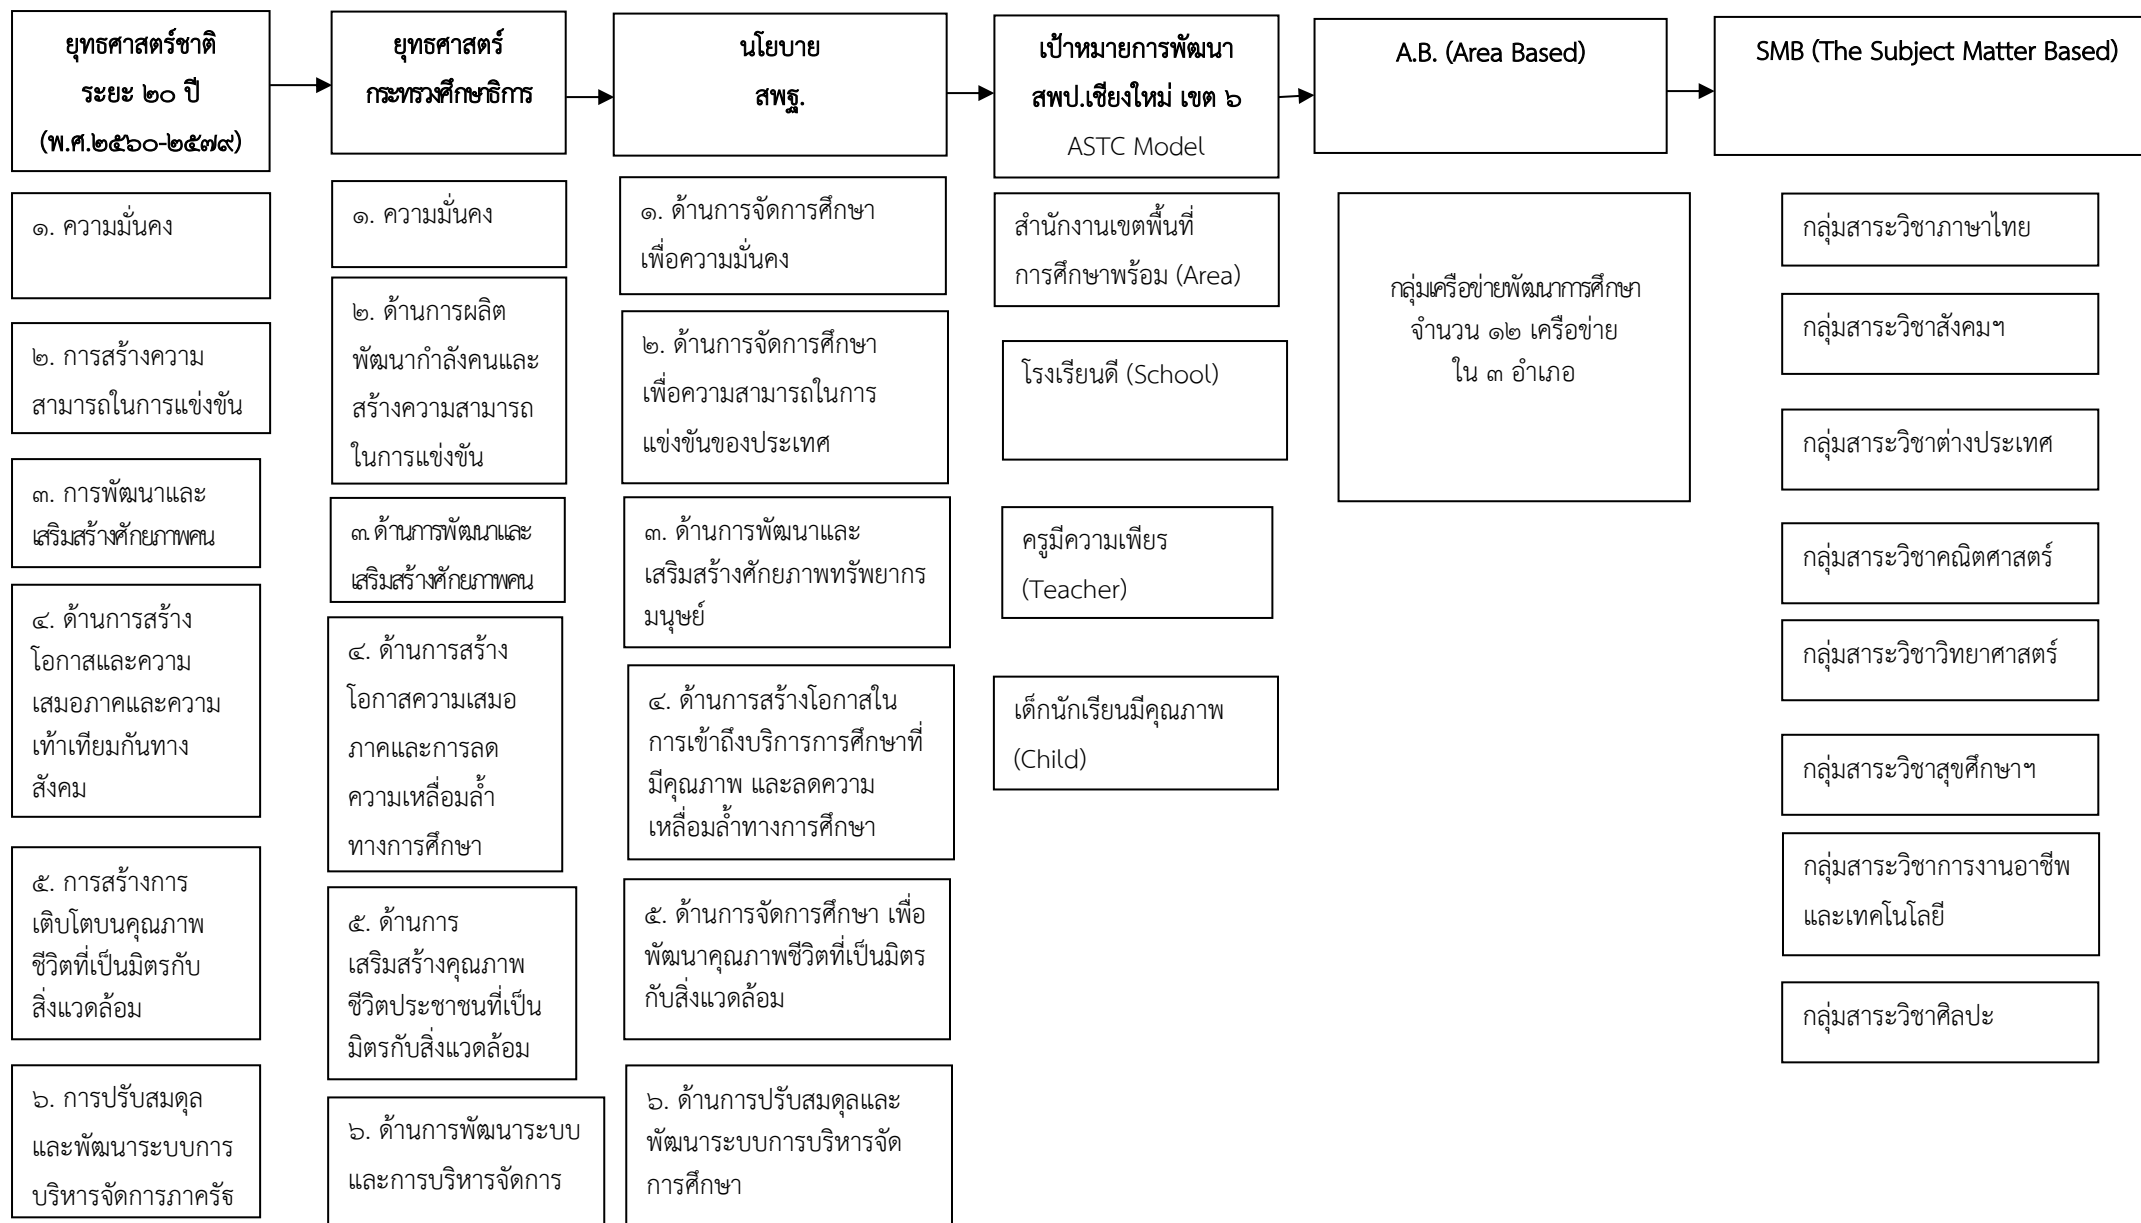 ยุทธศาสตร์ชาติ
ระยะ ๒๐ ปี
(พ.ศ.๒๕๖๐-๒๕๗๙)
ยุทธศาสตร์
กระทรวงศึกษาธิการ
นโยบาย
สพฐ.
เป้าหมายการพัฒนา
สพป.เชียงใหม่ เขต ๖
ASTC Model
A.B. (Area Based)
SMB (The Subject Matter Based)
๑. ความมั่นคง
๒. การสร้างความ
สามารถในการแข่งขัน
๓. การพัฒนาและ
เสริมสร้างศักยภาพคน
๔. ด้านการสร้าง
โอกาสและความ
เสมอภาคและความ
เท้าเทียมกันทาง
สังคม
๕. การสร้างการ
เติบโตบนคุณภาพ
ชีวิตที่เป็นมิตรกับ
สิ่งแวดล้อม
๖. การปรับสมดุล
และพัฒนาระบบการ
บริหารจัดการภาครัฐ
๑. ความมั่นคง
๒. ด้านการผลิต
พัฒนากำลังคนและ
สร้างความสามารถ
ในการแข่งขัน
๓. ด้านการพัฒนาและ
เสริมสร้างศักยภาพคน
๔. ด้านการสร้าง
โอกาสความเสมอ
ภาคและการลด
ความเหลื่อมล้ำ
ทางการศึกษา
๕. ด้านการ
เสริมสร้างคุณภาพ
ชีวิตประชาชนที่เป็น
มิตรกับสิ่งแวดล้อม
๖. ด้านการพัฒนาระบบ
และการบริหารจัดการ
๑. ด้านการจัดการศึกษา
เพื่อความมั่นคง
๒. ด้านการจัดการศึกษา
เพื่อความสามารถในการ
แข่งขันของประเทศ
๓. ด้านการพัฒนาและ
เสริมสร้างศักยภาพทรัพยากร
มนุษย์
๔. ด้านการสร้างโอกาสใน
การเข้าถึงบริการการศึกษาที่
มีคุณภาพ และลดความ
เหลื่อมล้ำทางการศึกษา
๕. ด้านการจัดการศึกษา เพื่อ
พัฒนาคุณภาพชีวิตที่เป็นมิตร
กับสิ่งแวดล้อม
๖. ด้านการปรับสมดุลและ
พัฒนาระบบการบริหารจัด
การศึกษา
สำนักงานเขตพื้นที่
การศึกษาพร้อม (Area)
โรงเรียนดี (School)
ครูมีความเพียร
(Teacher)
เด็กนักเรียนมีคุณภาพ
(Child)
กลุ่มเครือข่ายพัฒนาการศึกษา
จำนวน ๑๒ เครือข่าย
ใน ๓ อำเภอ
กลุ่มสาระวิชาภาษาไทย
กลุ่มสาระวิชาสังคมฯ
กลุ่มสาระวิชาต่างประเทศ
กลุ่มสาระวิชาคณิตศาสตร์
กลุ่มสาระวิชาวิทยาศาสตร์
กลุ่มสาระวิชาสุขศึกษาฯ
กลุ่มสาระวิชาการงานอาชีพ
และเทคโนโลยี
กลุ่มสาระวิชาศิลปะ